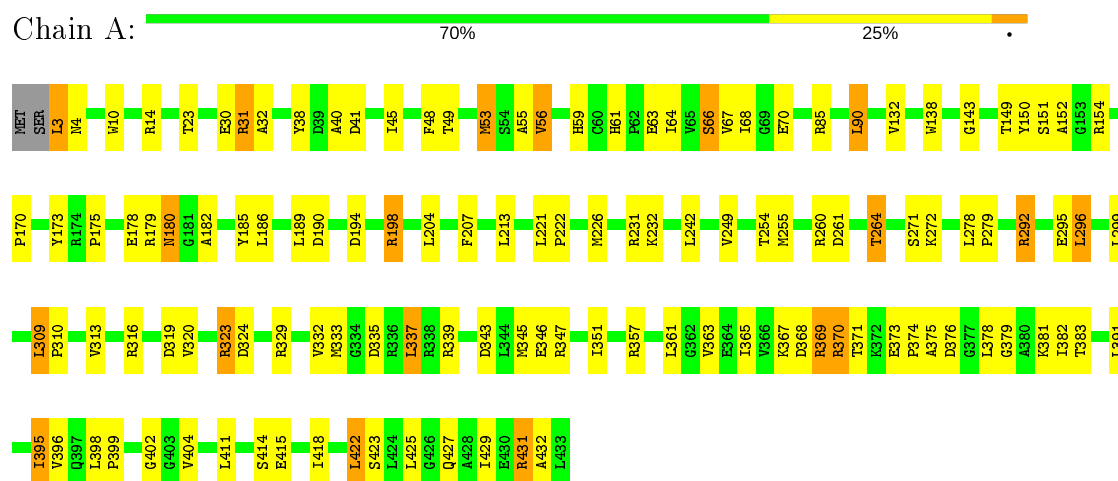 Chain A:
70% 25% •
MET SER L3 N4 W10 R14 T23 E30 R31 A32 Y38 D39 A40 D41 I45 F48 T49 M53 S54 A55 V56 H59 C60 H61 P62 E63 I64 V65 S66 V67 I68 G69 E70 R85 L90 V132 W138 G143 T149 Y150 S151 A152 G153 R154
P170 Y173 R174 P175 E178 R179 N180 G181 A182 Y185 L186 L189 D190 D194 R198 L204 F207 L213 L221 P222 M226 R231 K232 L242 V249 T254 M255 R260 D261 T264 S271 K272 L278 P279 R292 E295 L296 L299
L309 P310 V313 R316 D319 V320 R323 D324 R329 V332 M333 G334 D335 R336 L337 R338 R339 D343 L344 M345 E346 R347 I351 R357 L361 G362 V363 E364 I365 V366 K367 D368 R369 R370 T371 K372 E373 P374 A375 D376 G377 L378 G379 A380 K381 I382 T383 L391
I395 V396 Q397 L398 P399 G402 G403 V404 L411 S414 E415 I418 L422 S423 L424 L425 G426 Q427 A428 I429 E430 R431 A432 L433